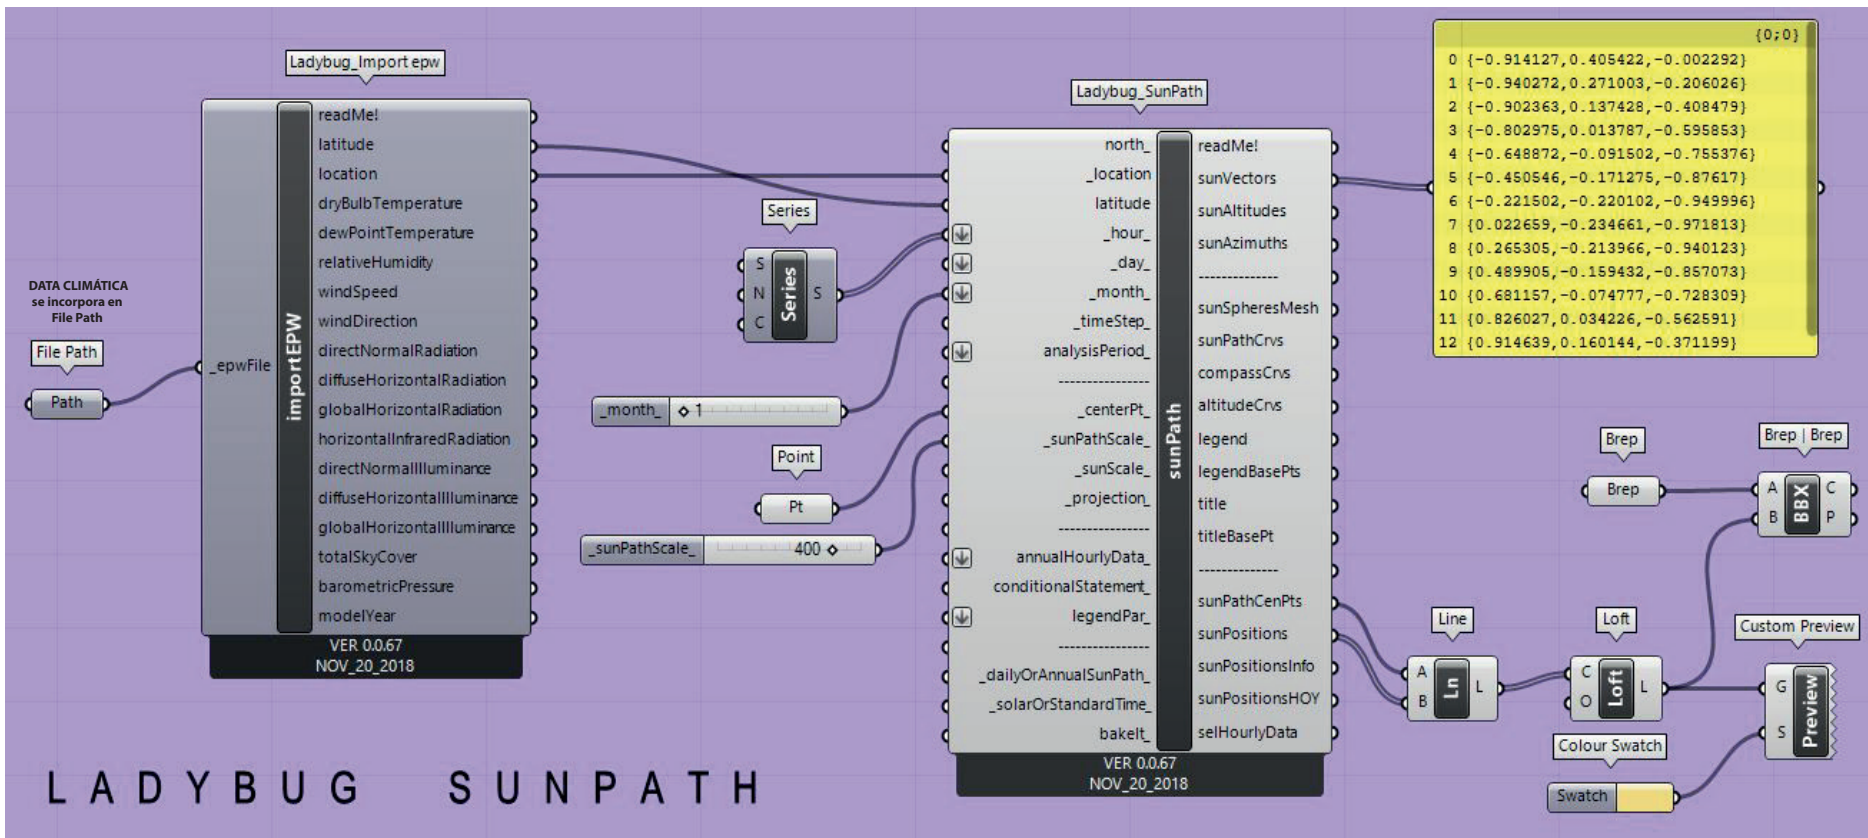 Ladybug_Import epw
importEPW
_epwFile
readMe!
latitude
location
dryBulbTemperature
dewPointTemperature
relativeHumidity
windSpeed
windDirection
directNormalRadiation
diffuseHorizontalRadiation
globalHorizontalRadiation
horizontalInfraredRadiation
directNormalIlluminance
diffuseHorizontalIlluminance
globalHorizontalIlluminance
totalSkyCover
barometricPressure
modelYear
VER 0.0.67
NOV_20_2018
DATA CLIMÁTICA
se incorpora en
File Path
File Path
Path
Series
S
N
C
Series
S
_month_ 1
Point
Pt
_sunPathScale_ 400
Ladybug_SunPath
north_
_location
latitude
_hour_
_day_
_month_
_timeStep_
analysisPeriod_
----------------
_centerPt_
_sunPathScale_
_sunScale_
_projection_
----------------
annualHourlyData_
conditionalStatement_
legendPar_
----------------
_dailyOrAnnualSunPath_
_solarOrStandardTime_
bakeIt_
sunPath
readMe!
sunVectors
sunAltitudes
sunAzimuths
--------------
sunSpheresMesh
sunPathCrvs
compassCrvs
altitudeCrvs
legend
legendBasePts
title
titleBasePt
--------------
sunPathCenPts
sunPositions
sunPositionsInfo
sunPositionsHOY
selHourlyData
VER 0.0.67
NOV_20_2018
{0;0}
0 {-0.914127,0.405422,-0.002292}
1 {-0.940272,0.271003,-0.206026}
2 {-0.902363,0.137428,-0.408479}
3 {-0.802975,0.013787,-0.595853}
4 {-0.648872,-0.091502,-0.755376}
5 {-0.450546,-0.171275,-0.87617}
6 {-0.221502,-0.220102,-0.949996}
7 {0.022659,-0.234661,-0.971813}
8 {0.265305,-0.213966,-0.940123}
9 {0.489905,-0.159432,-0.857073}
10 {0.681157,-0.074777,-0.728309}
11 {0.826027,0.034226,-0.562591}
12 {0.914639,0.160144,-0.371199}
Brep
Brep
Brep | Brep
A
B
BBX
C
P
Line
A
B
Ln
L
Loft
C
O
Loft
L
Custom Preview
G
S
Preview
Colour Swatch
Swatch
LADYBUG SUNPATH